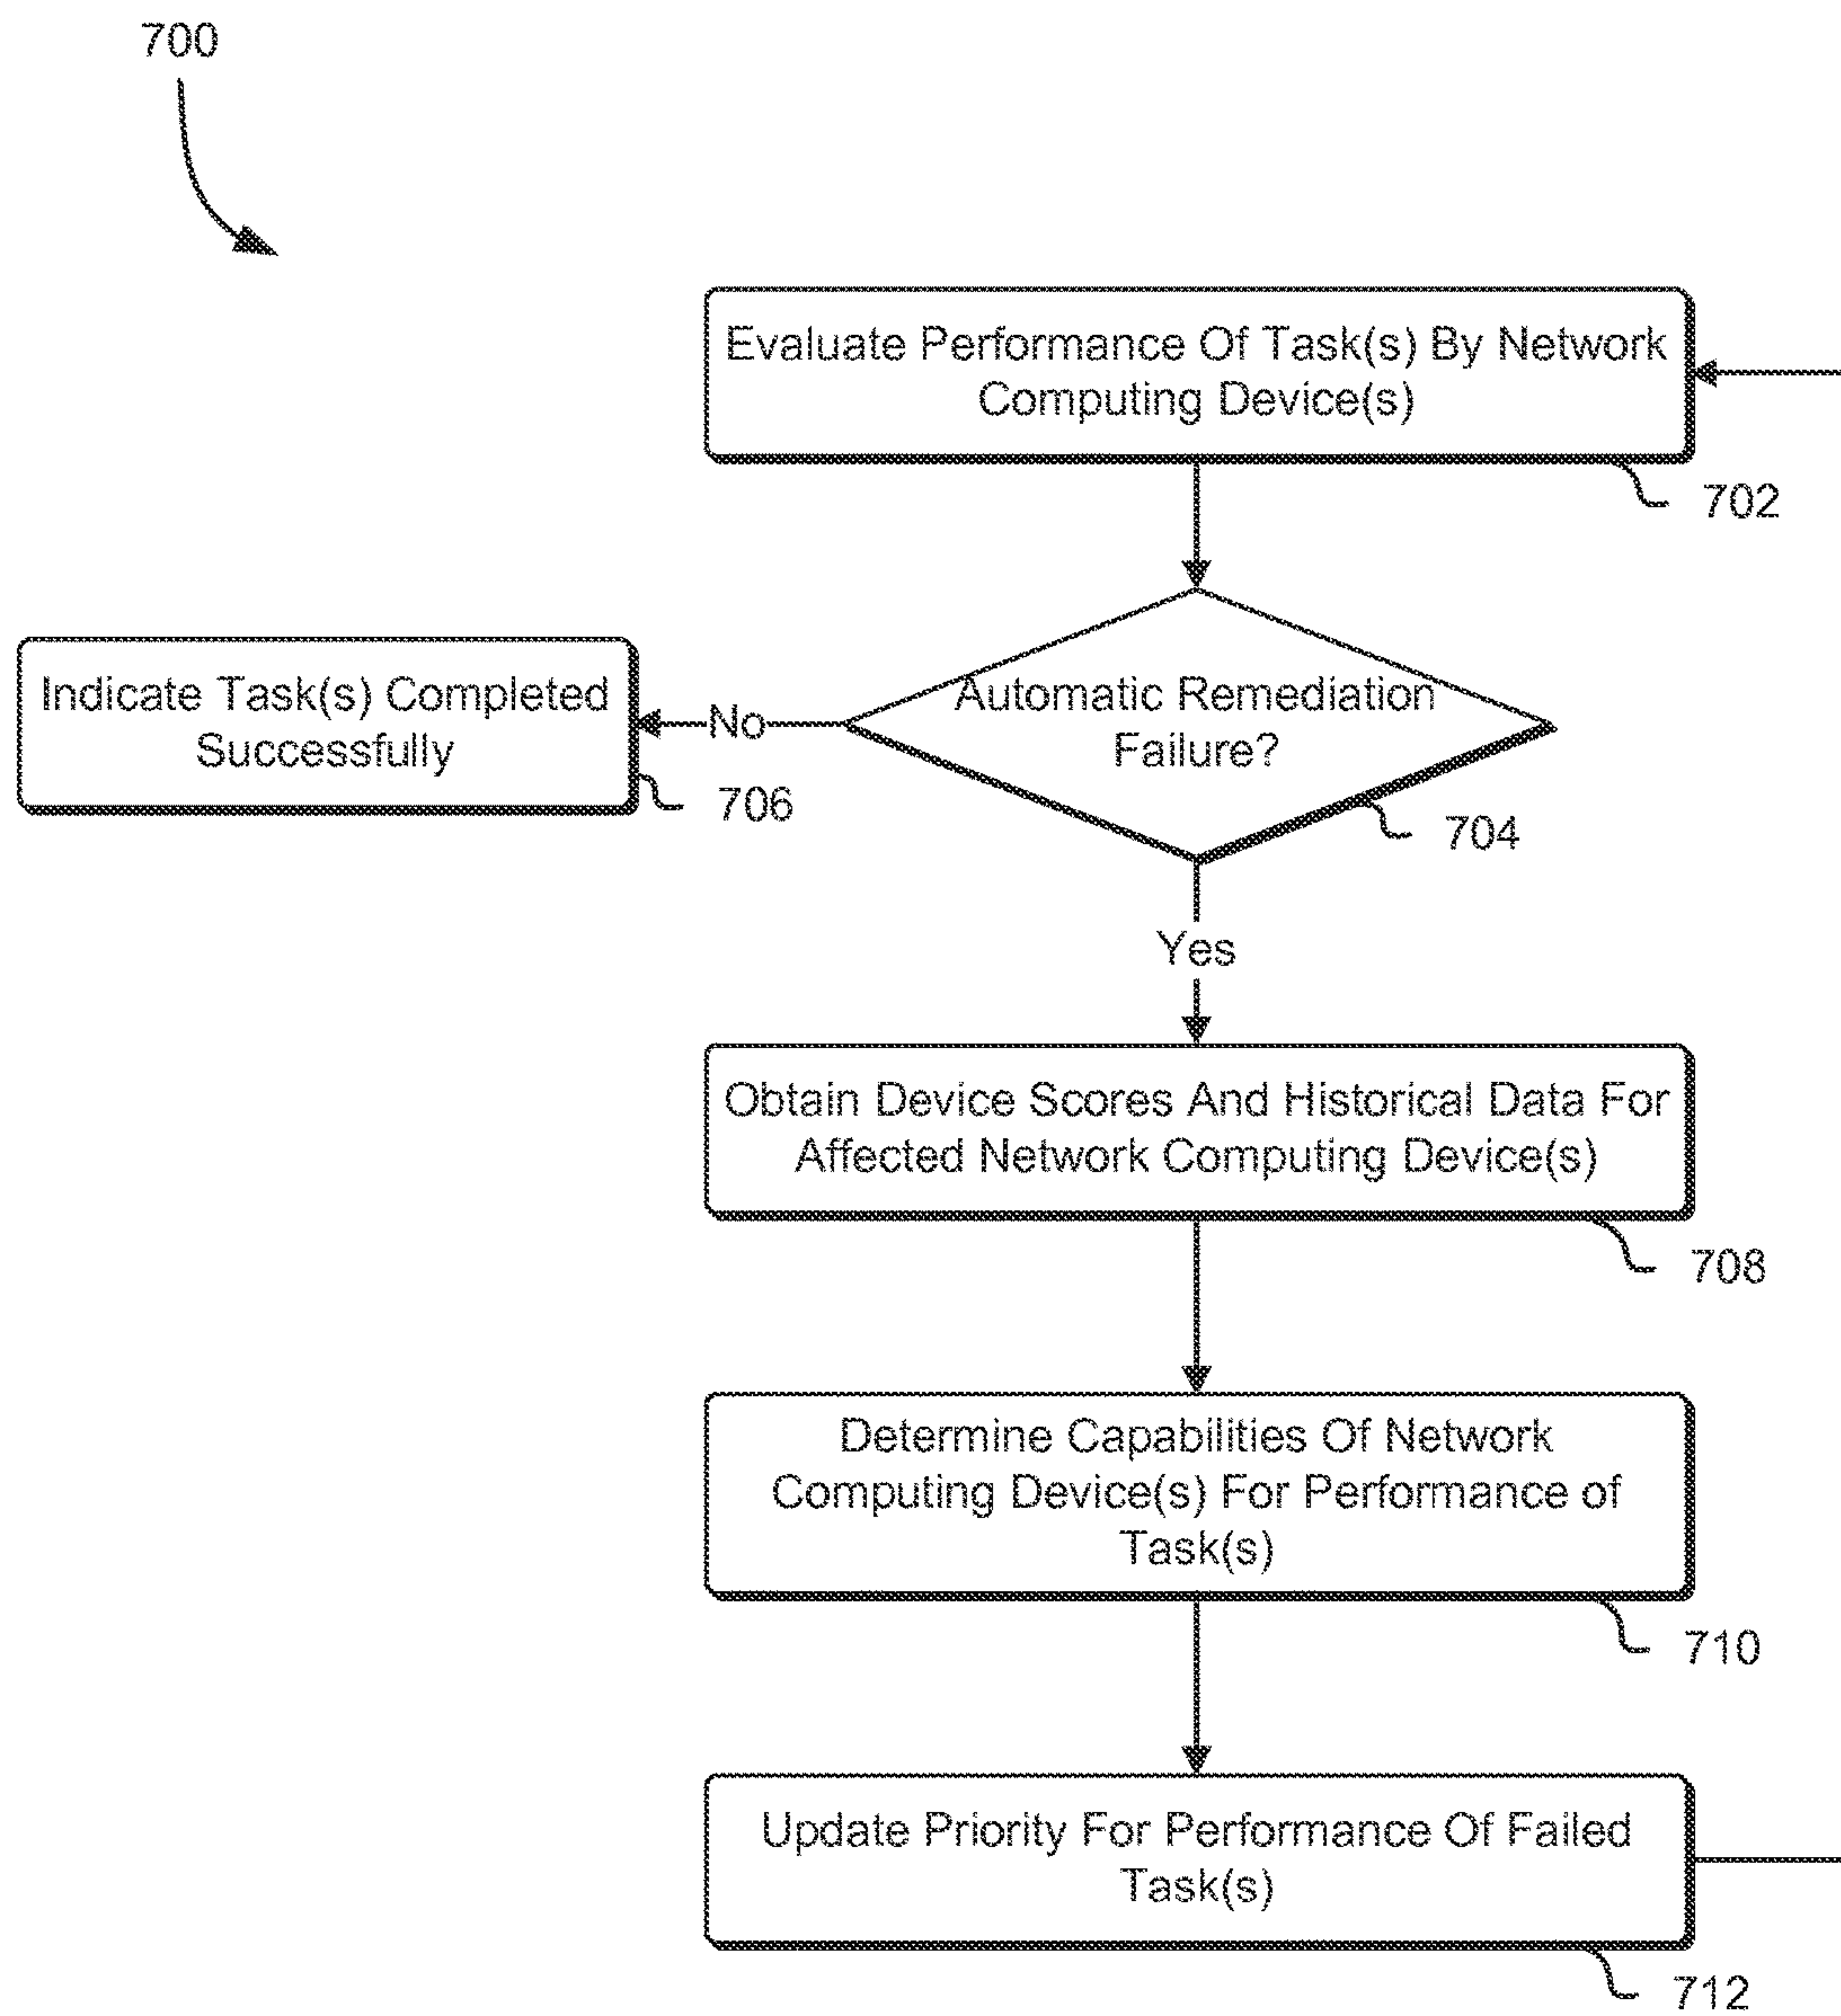 700
Evaluate Performance Of Task(s) By Network
Computing Device(s)
702
Automatic Remediation
Failure?
704
No
Indicate Task(s) Completed
Successfully
706
Yes
Obtain Device Scores And Historical Data For
Affected Network Computing Device(s)
708
Determine Capabilities Of Network
Computing Device(s) For Performance of
Task(s)
710
Update Priority For Performance Of Failed
Task(s)
712